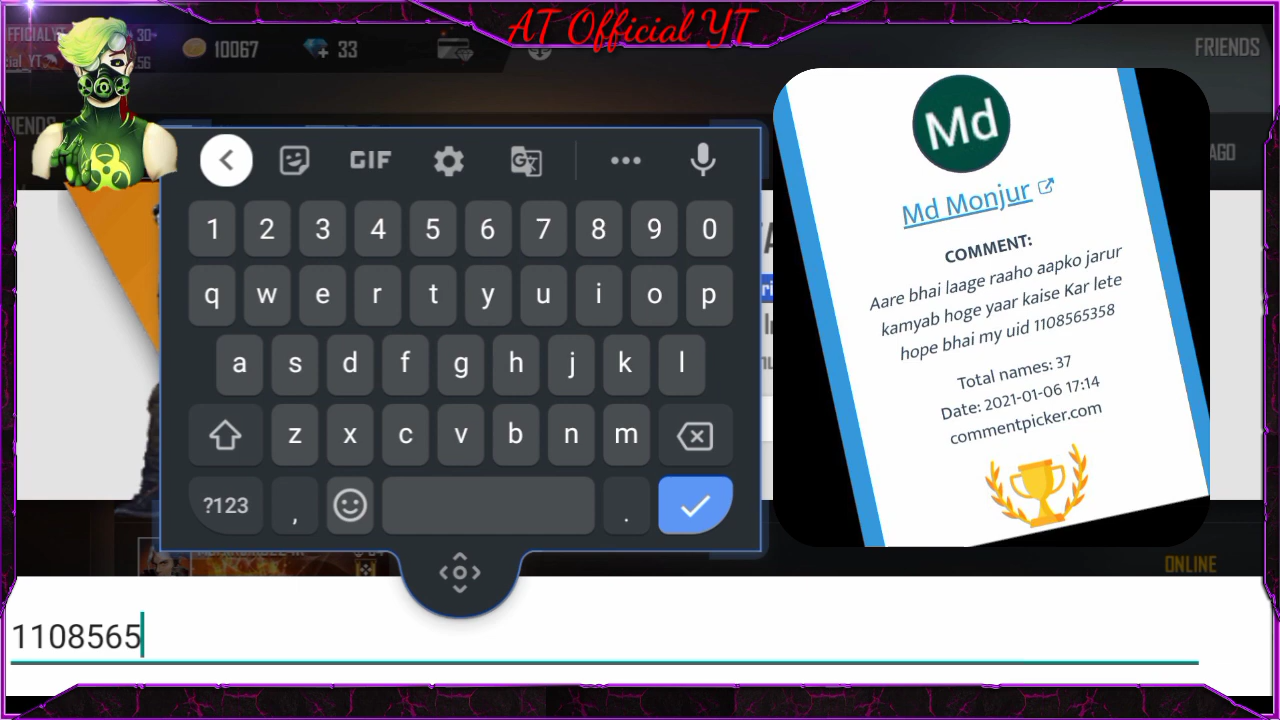 AT Official YT
10067
33
FRIENDS
AGO
GIF
1 2 3 4 5 6 7 8 9 0
q w e r t y u i o p
a s d f g h j k l
z x c v b n m
?123 , .
Md
Md Monjur
COMMENT:
Aare bhai laage raaho aapko jarur
kamyab hoge yaar kaise Kar lete
hope bhai my uid 1108565358
Total names: 37
Date: 2021-01-06 17:14
commentpicker.com
ONLINE
1108565